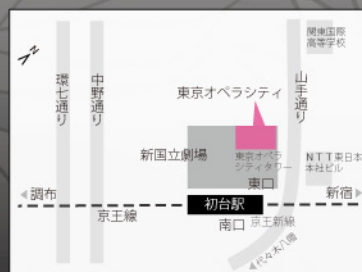 N
関東国際
高等学校
環七通り
中野通り
山手通り
東京オペラシティ
新国立劇場
東京オペラ
シティタワー
NTT東日本
本社ビル
東口
調布
新宿
初台駅
京王線
南口
京王新線
代々木八幡